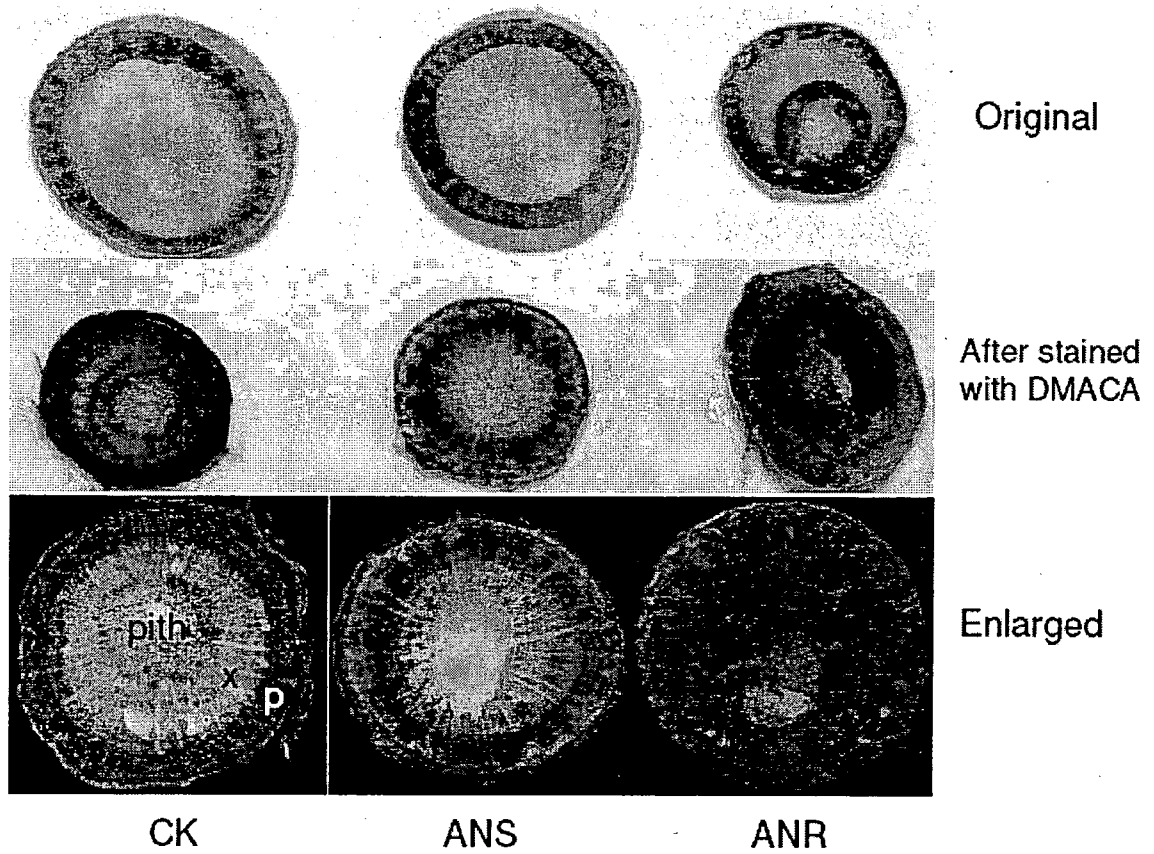 Original
After stained
with DMACA
pith
x
p
Enlarged
CK ANS ANR